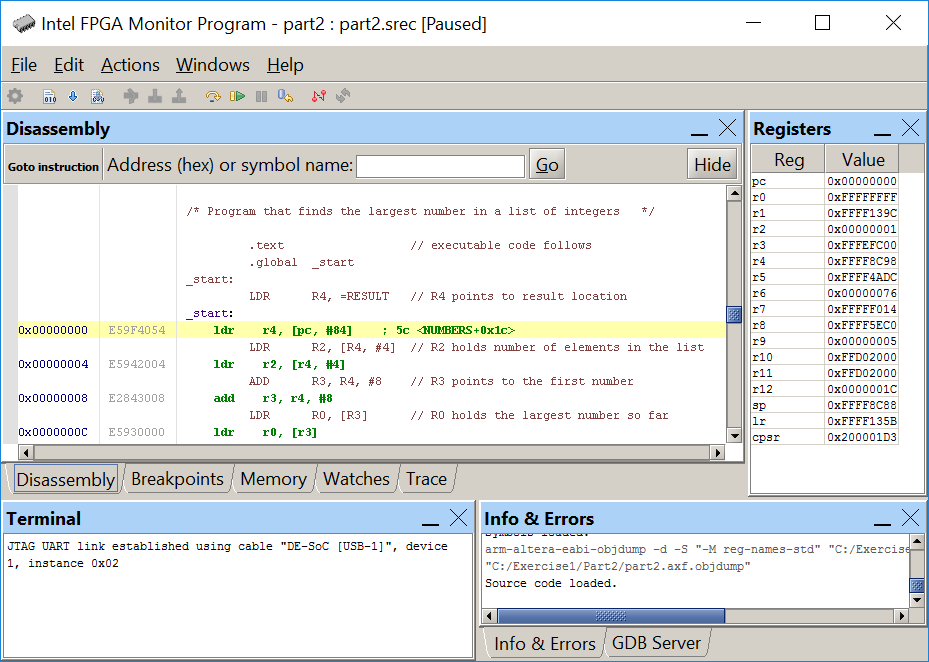 Intel FPGA Monitor Program - part2 : part2.srec [Paused]
File Edit Actions Windows Help
Disassembly
Goto instruction Address (hex) or symbol name: Go Hide
/* Program that finds the largest number in a list of integers */
.text // executable code follows
.global _start
_start:
LDR R4, =RESULT // R4 points to result location
_start:
0x00000000 E59F4054 ldr r4, [pc, #84] ; 5c <NUMBERS+0x1c>
LDR R2, [R4, #4] // R2 holds number of elements in the list
0x00000004 E5942004 ldr r2, [r4, #4]
ADD R3, R4, #8 // R3 points to the first number
0x00000008 E2843008 add r3, r4, #8
LDR R0, [R3] // R0 holds the largest number so far
0x0000000C E5930000 ldr r0, [r3]
Disassembly Breakpoints Memory Watches Trace
Registers
Reg Value
pc 0x00000000
r0 0xFFFFFFFF
r1 0xFFFF139C
r2 0x00000001
r3 0xFFFEFC00
r4 0xFFFF8C98
r5 0xFFFF4ADC
r6 0x00000076
r7 0xFFFFF014
r8 0xFFFF5EC0
r9 0x00000005
r10 0xFFD02000
r11 0xFFD02000
r12 0x0000001C
sp 0xFFFF8C88
lr 0xFFFF135B
cpsr 0x200001D3
Terminal
JTAG UART link established using cable "DE-SoC [USB-1]", device
1, instance 0x02
Info & Errors
Symbols loaded.
arm-altera-eabi-objdump -d -S "-M reg-names-std" "C:/Exercise
"C:/Exercise1/Part2/part2.axf.objdump"
Source code loaded.
Info & Errors GDB Server